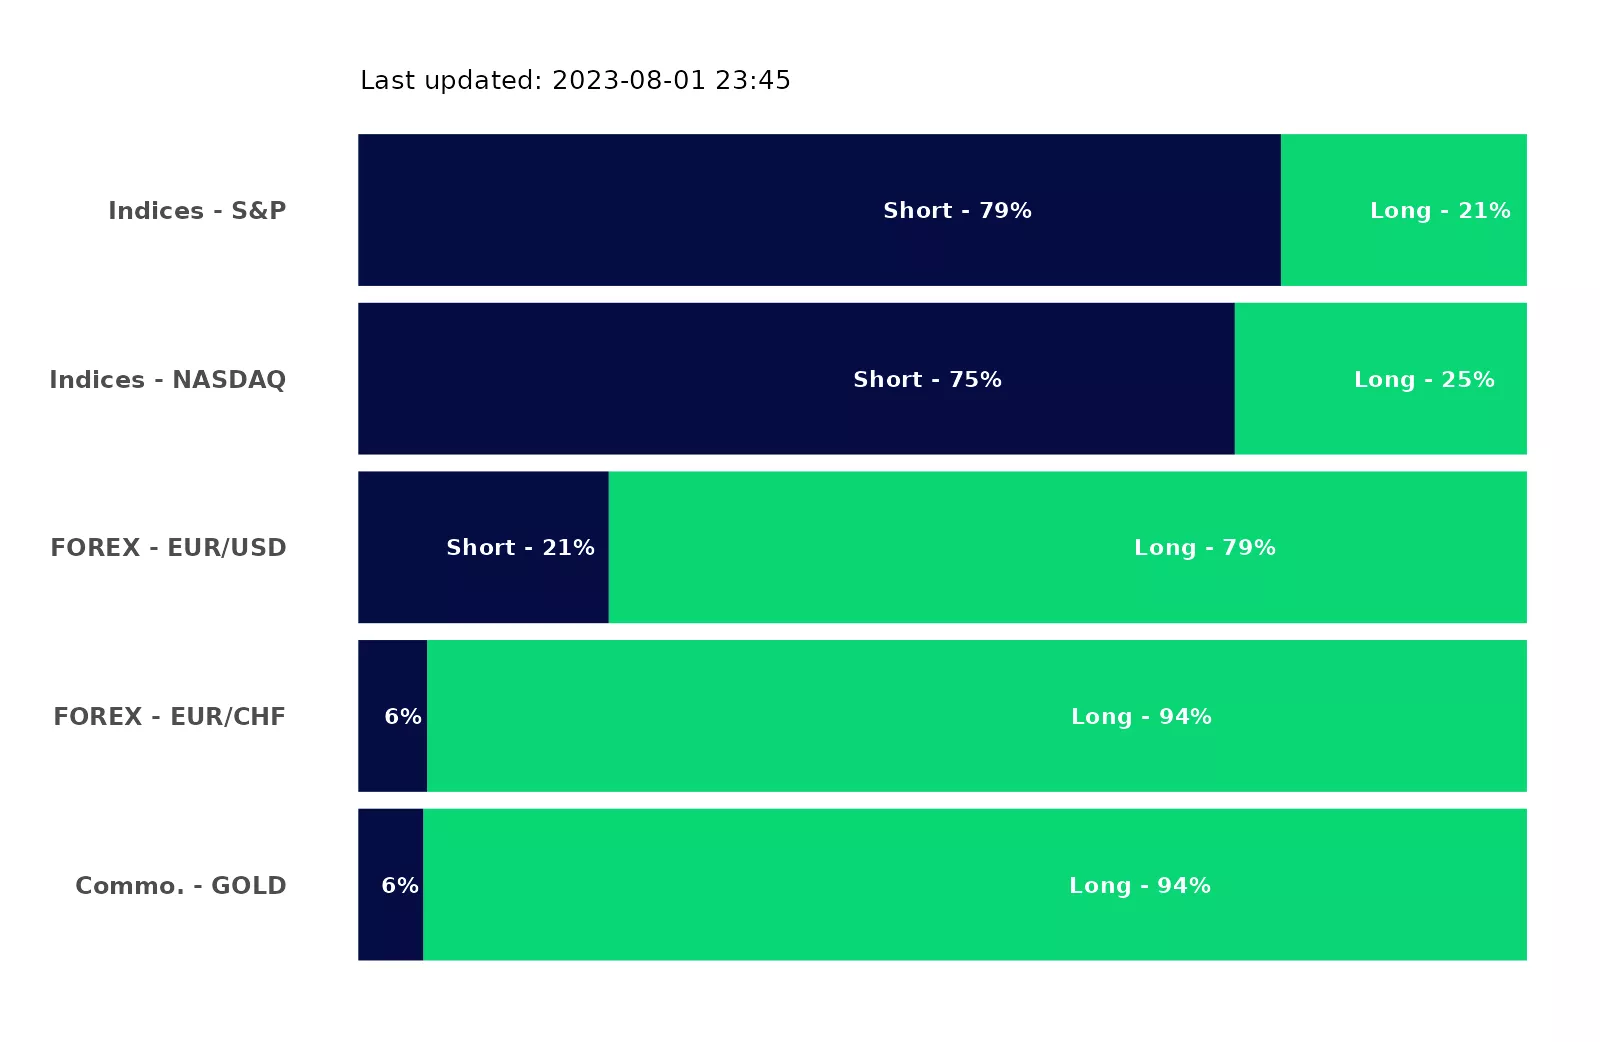 Last updated: 2023-08-01 23:45
Indices - S&P Short - 79% Long - 21%
Indices - NASDAQ Short - 75% Long - 25%
FOREX - EUR/USD Short - 21% Long - 79%
FOREX - EUR/CHF 6% Long - 94%
Commo. - GOLD 6% Long - 94%